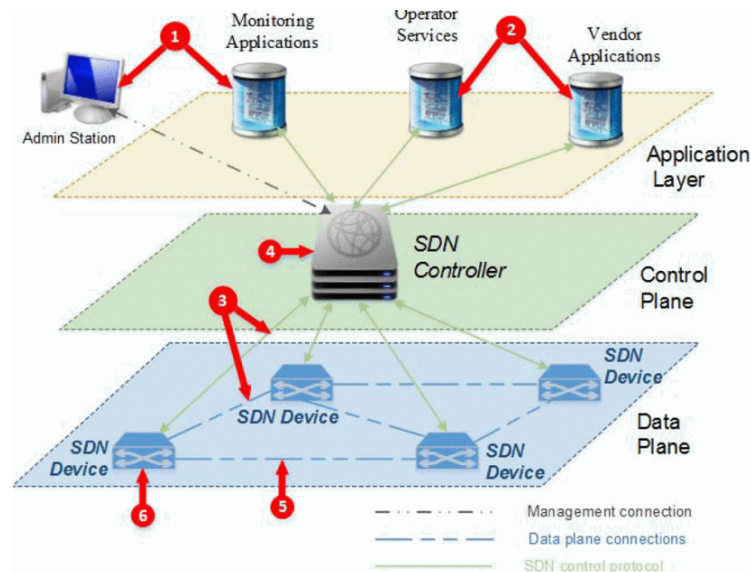 Monitoring
Applications
Operator
Services
Vendor
Applications
1
2
Admin Station
Application
Layer
4
SDN
Controller
Control
Plane
3
SDN
Device
SDN Device
SDN
Device
SDN
Device
Data
Plane
6
5
Management connection
Data plane connections
SDN control protocol